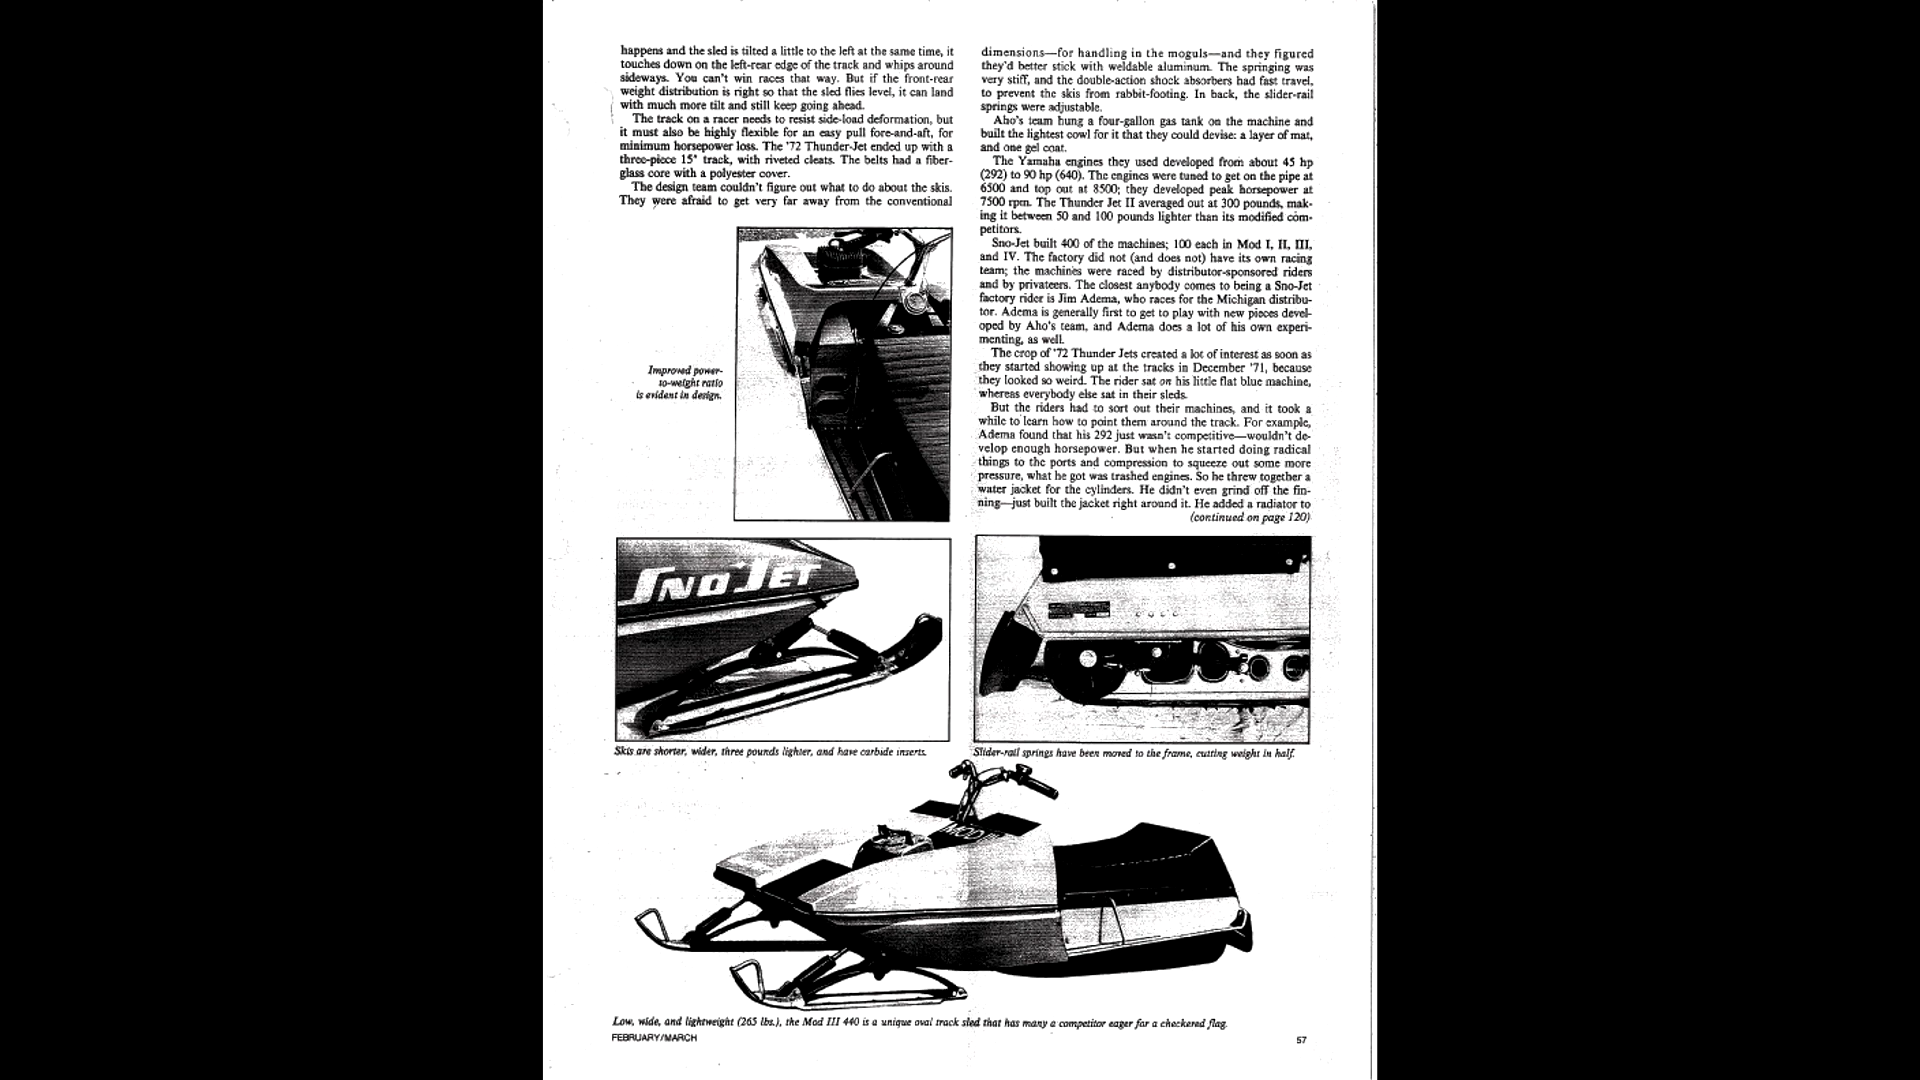 happens and the sled is tilted a little to the left at the same time, it
touches down on the left-rear edge of the track and whips around
sideways. You can't win races that way. But if the front-rear
weight distribution is right so that the sled flies level, it can land
with much more tilt and still keep going ahead.
The track on a racer needs to resist side-load deformation, but
it must also be highly flexible for an easy pull fore-and-aft, for
minimum horsepower loss. The '72 Thunder-Jet ended up with a
three-piece 15" track, with riveted cleats. The belts had a fiber-
glass core with a polyester cover.
The design team couldn't figure out what to do about the skis.
They were afraid to get very far away from the conventional
Improved power-
to-weight ratio
is evident in design.
SNO JET
Skis are shorter, wider, three pounds lighter, and have carbide inserts.
dimensions—for handling in the moguls—and they figured
they'd better stick with weldable aluminum. The springing was
very stiff, and the double-action shock absorbers had fast travel,
to prevent the skis from rabbit-footing. In back, the slider-rail
springs were adjustable.
Aho's team hung a four-gallon gas tank on the machine and
built the lightest cowl for it that they could devise: a layer of mat,
and one gel coat.
The Yamaha engines they used developed from about 45 hp
(292) to 90 hp (640). The engines were tuned to get on the pipe at
6500 and top out at 8500; they developed peak horsepower at
7500 rpm. The Thunder Jet II averaged out at 300 pounds, mak-
ing it between 50 and 100 pounds lighter than its modified com-
petitors.
Sno-Jet built 400 of the machines; 100 each in Mod I, II, III,
and IV. The factory did not (and does not) have its own racing
team; the machines were raced by distributor-sponsored riders
and by privateers. The closest anybody comes to being a Sno-Jet
factory rider is Jim Adema, who races for the Michigan distribu-
tor. Adema is generally first to get to play with new pieces devel-
oped by Aho's team, and Adema does a lot of his own experi-
menting, as well.
The crop of '72 Thunder Jets created a lot of interest as soon as
they started showing up at the tracks in December '71, because
they looked so weird. The rider sat on his little flat blue machine,
whereas everybody else sat in their sleds.
But the riders had to sort out their machines, and it took a
while to learn how to point them around the track. For example,
Adema found that his 292 just wasn't competitive—wouldn't de-
velop enough horsepower. But when he started doing radical
things to the ports and compression to squeeze out some more
pressure, what he got was trashed engines. So he threw together a
water jacket for the cylinders. He didn't even grind off the fin-
ning—just built the jacket right around it. He added a radiator to
(continued on page 120)
Slider-rail springs have been moved to the frame, cutting weight in half.
MOD III
Low, wide, and lightweight (265 lbs.), the Mod III 440 is a unique oval track sled that has many a competitor eager for a checkered flag.
FEBRUARY/MARCH
57